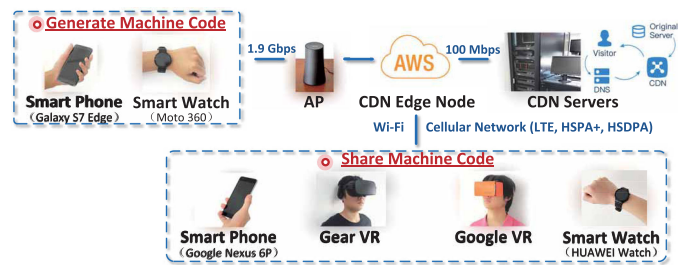 Generate Machine Code
Smart Phone
(Galaxy S7 Edge)
Smart Watch
(Moto 360)
1.9 Gbps
AP
AWS
CDN Edge Node
100 Mbps
CDN Servers
Original
Server
Visitor
DNS
CDN
Wi-Fi
Cellular Network (LTE, HSPA+, HSDPA)
Share Machine Code
Smart Phone
(Google Nexus 6P)
Gear VR
Google VR
Smart Watch
(HUAWEI Watch)